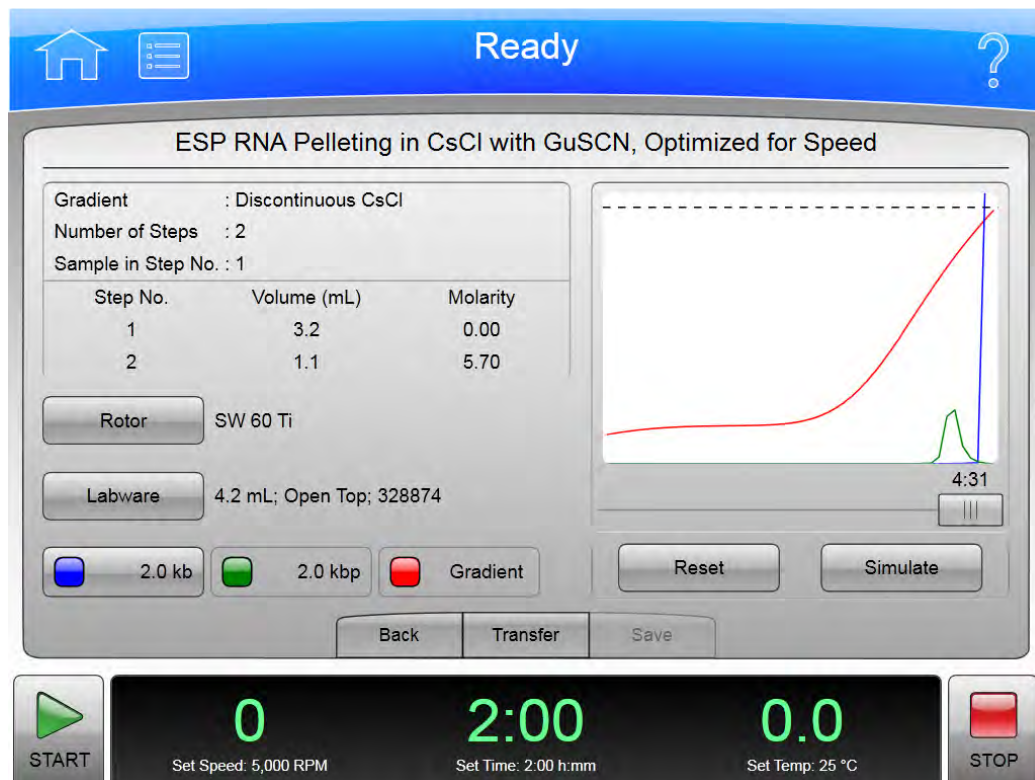 Ready
ESP RNA Pelleting in CsCl with GuSCN, Optimized for Speed
Gradient : Discontinuous CsCl
Number of Steps : 2
Sample in Step No. : 1
Step No. Volume (mL) Molarity
1 3.2 0.00
2 1.1 5.70
Rotor SW 60 Ti
Labware 4.2 mL; Open Top; 328874
4:31
2.0 kb 2.0 kbp Gradient
Reset Simulate
Back Transfer Save
START
0 2:00 0.0
Set Speed: 5,000 RPM Set Time: 2:00 h:mm Set Temp: 25 °C
STOP